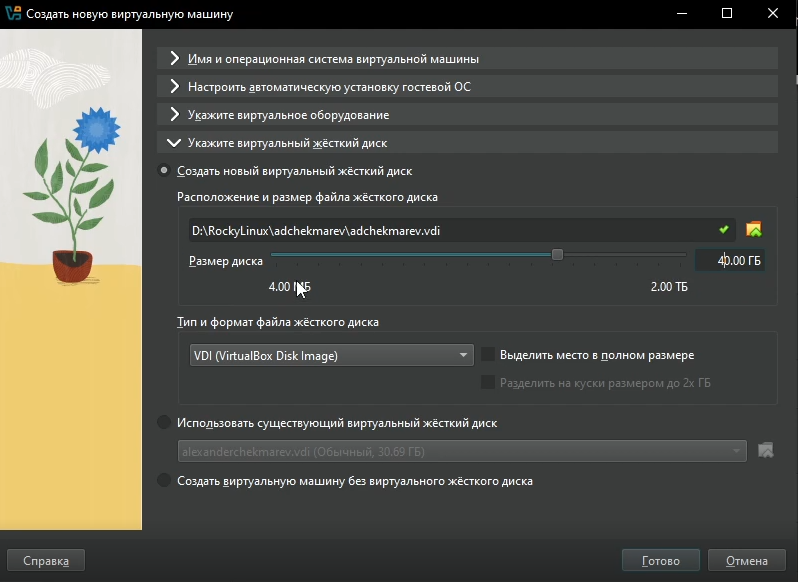 Создать новую виртуальную машину
Имя и операционная система виртуальной машины
Настроить автоматическую установку гостевой ОС
Укажите виртуальное оборудование
Укажите виртуальный жёсткий диск
Создать новый виртуальный жёсткий диск
Расположение и размер файла жёсткого диска
D:\RockyLinux\adchekmarev\adchekmarev.vdi
Размер диска
40.00 ГБ
4.00 МБ
2.00 ТБ
Тип и формат файла жёсткого диска
VDI (VirtualBox Disk Image)
Выделить место в полном размере
Разделить на куски размером до 2х ГБ
Использовать существующий виртуальный жёсткий диск
alexanderchekmarev.vdi (Обычный, 30.69 ГБ)
Создать виртуальную машину без виртуального жёсткого диска
Справка
Готово
Отмена